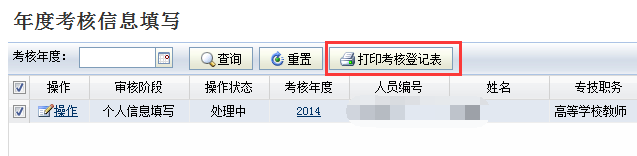 年度考核信息填写
考核年度： 查询 重置 打印考核登记表
操作 审核阶段 操作状态 考核年度 人员编号 姓名 专技职务
操作 个人信息填写 处理中 2014 高等学校教师